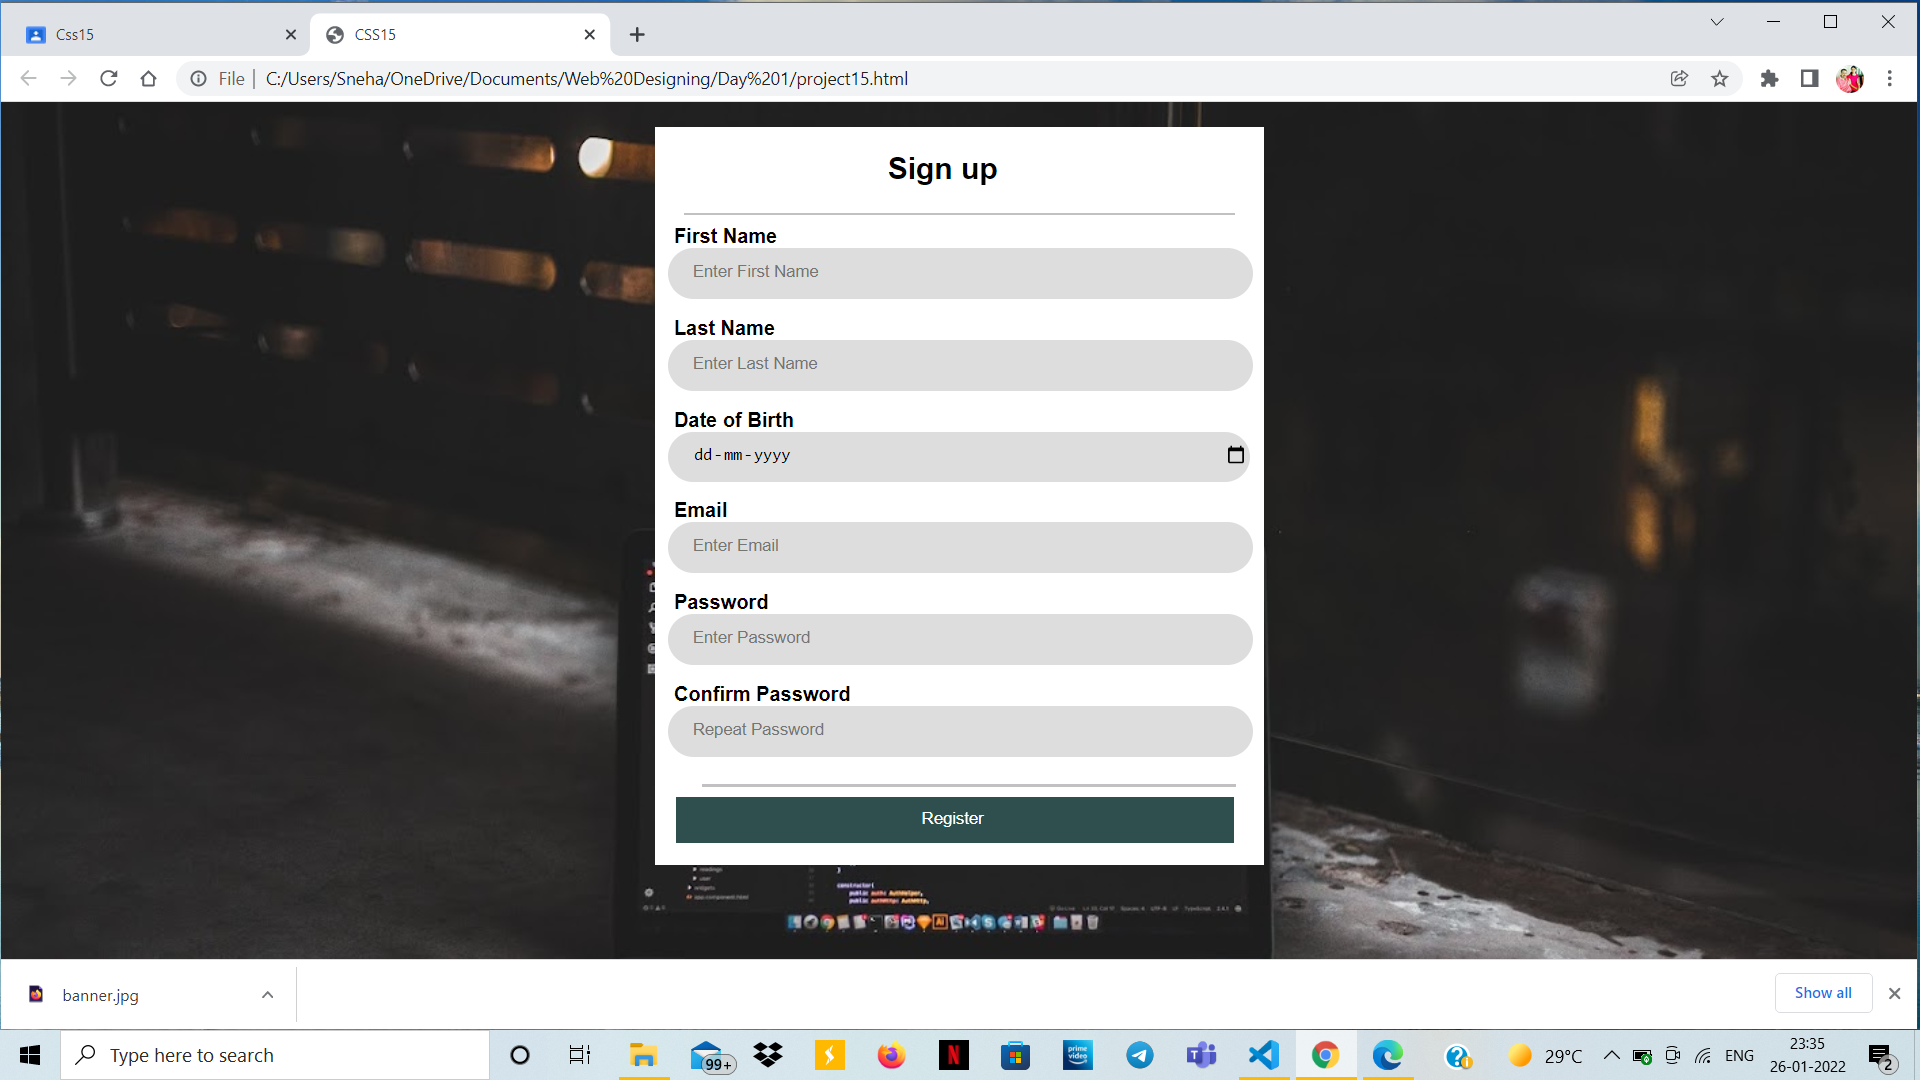 Css15
CSS15
File | C:/Users/Sneha/OneDrive/Documents/Web%20Designing/Day%201/project15.html
Sign up
First Name
Enter First Name
Last Name
Enter Last Name
Date of Birth
dd-mm-yyyy
Email
Enter Email
Password
Enter Password
Confirm Password
Repeat Password
Register
banner.jpg
Show all
Type here to search
99+
N
prime video
29°C
ENG
23:35
26-01-2022
2